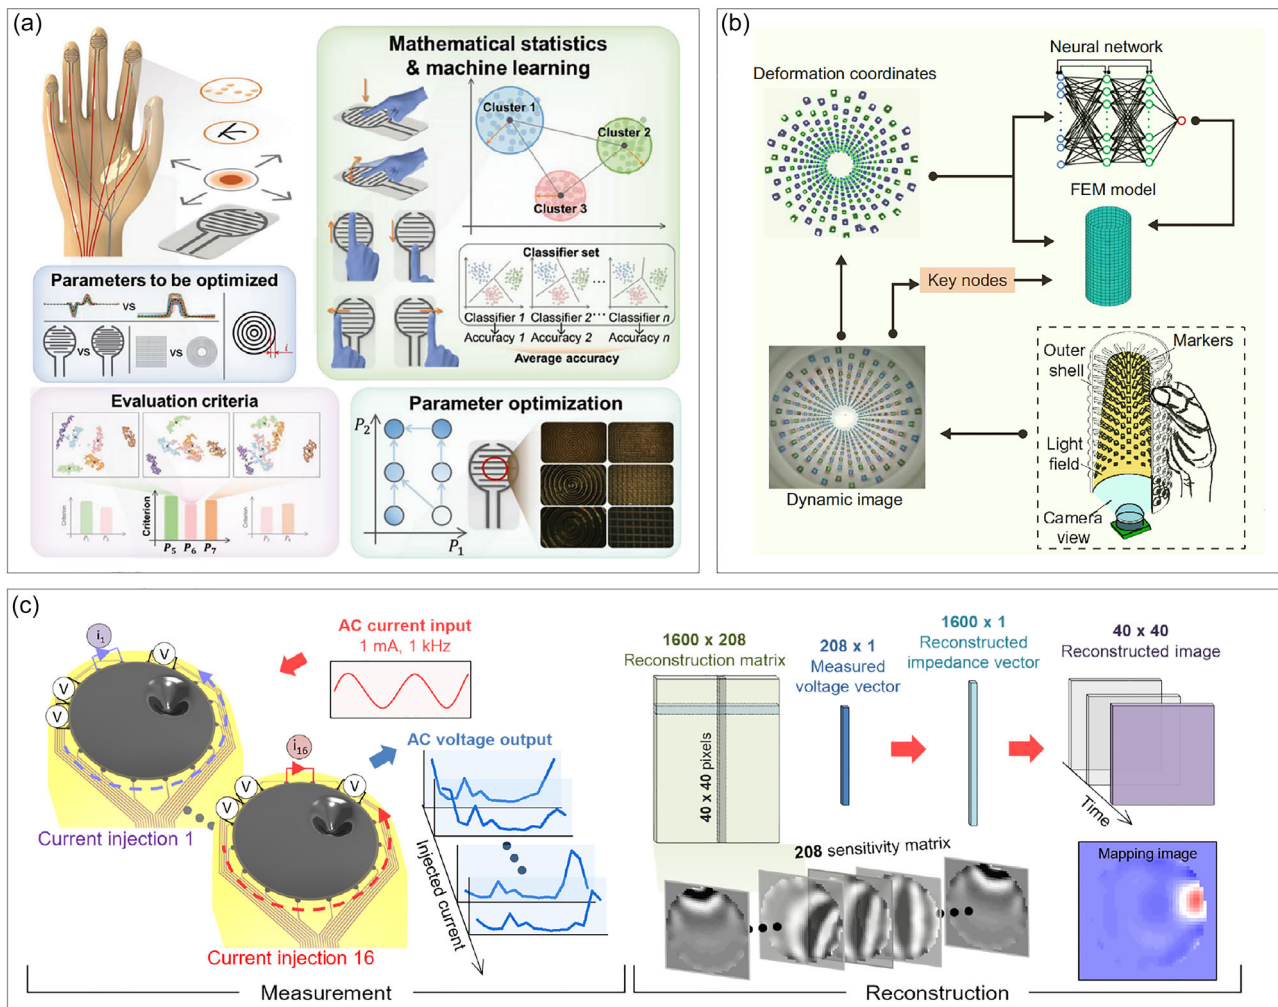 (a)
Mathematical statistics
& machine learning
Cluster 1
Cluster 2
Cluster 3
Classifier set
Classifier 1 Classifier 2 ... Classifier n
Accuracy 1 Accuracy 2 Accuracy n
Average accuracy
Parameters to be optimized
VS
VS
VS
i
Evaluation criteria
Criterion
Criterion
Criterion
P5 P6 P7
Parameter optimization
P2
P1
(b)
Neural network
Deformation coordinates
FEM model
Key nodes
Dynamic image
Outer
shell
Markers
Light
field
Camera
view
(c)
i1
V
V
V
V
Current injection 1
i16
V
V
V
V
Current injection 16
AC current input
1 mA, 1 kHz
AC voltage output
Injected current
Measurement
1600 x 208
Reconstruction matrix
40 x 40 pixels
208 x 1
Measured
voltage vector
1600 x 1
Reconstructed
impedance vector
40 x 40
Reconstructed image
Time
208 sensitivity matrix
Mapping image
Reconstruction